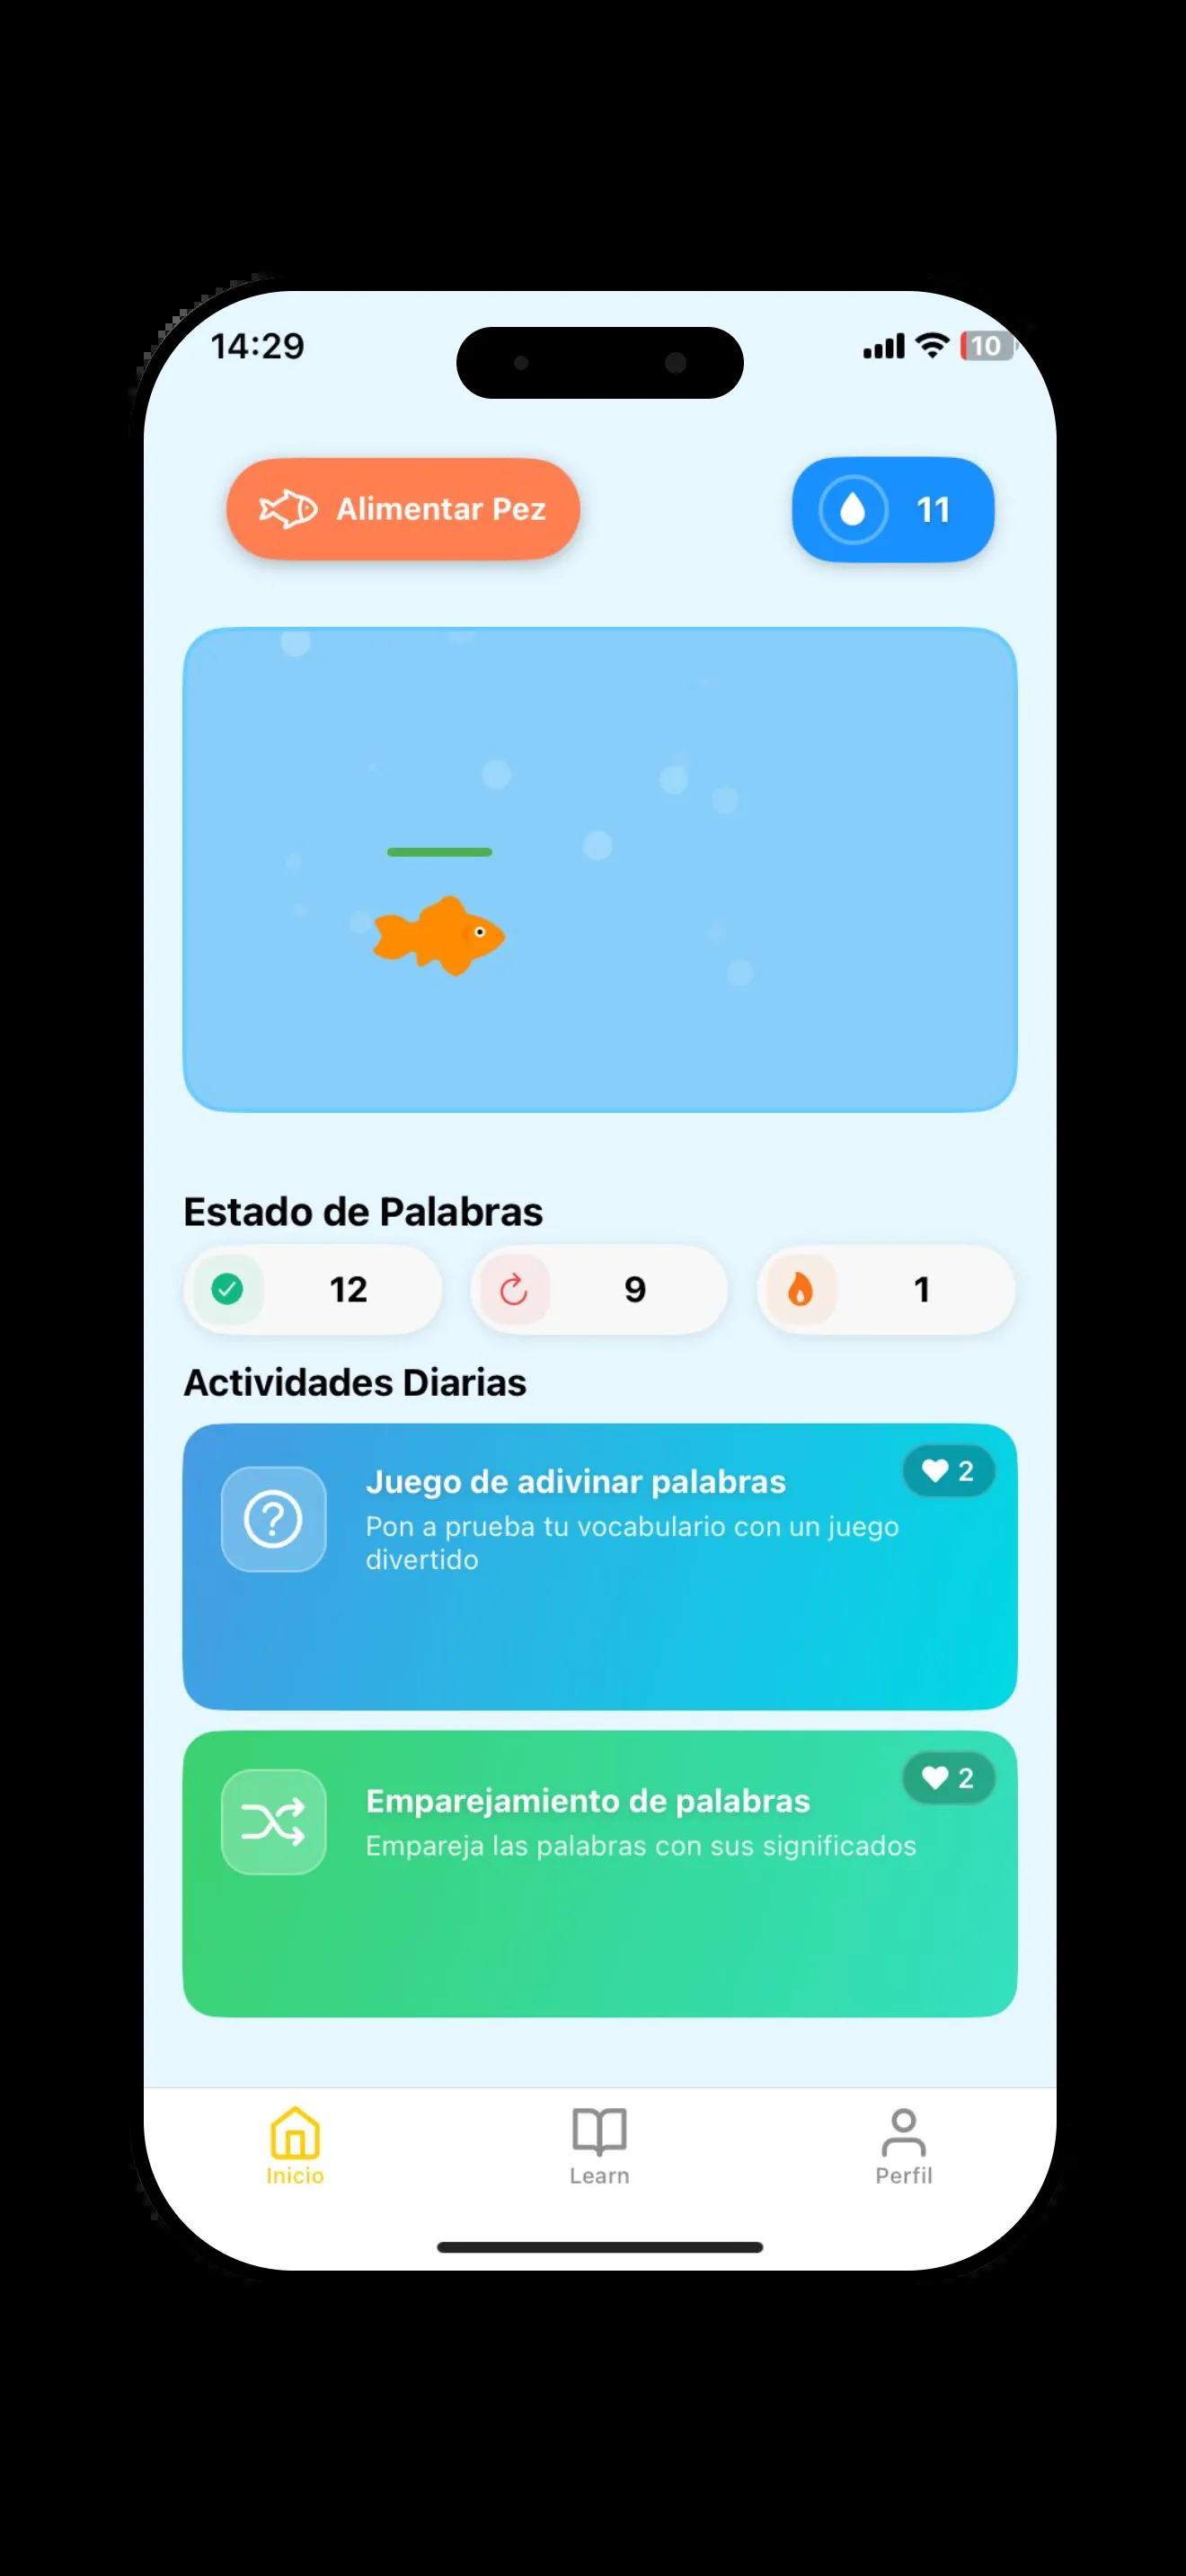 14:29
10
Alimentar Pez
11
Estado de Palabras
12
9
1
Actividades Diarias
Juego de adivinar palabras
2
Pon a prueba tu vocabulario con un juego
divertido
Emparejamiento de palabras
2
Empareja las palabras con sus significados
Inicio
Learn
Perfil